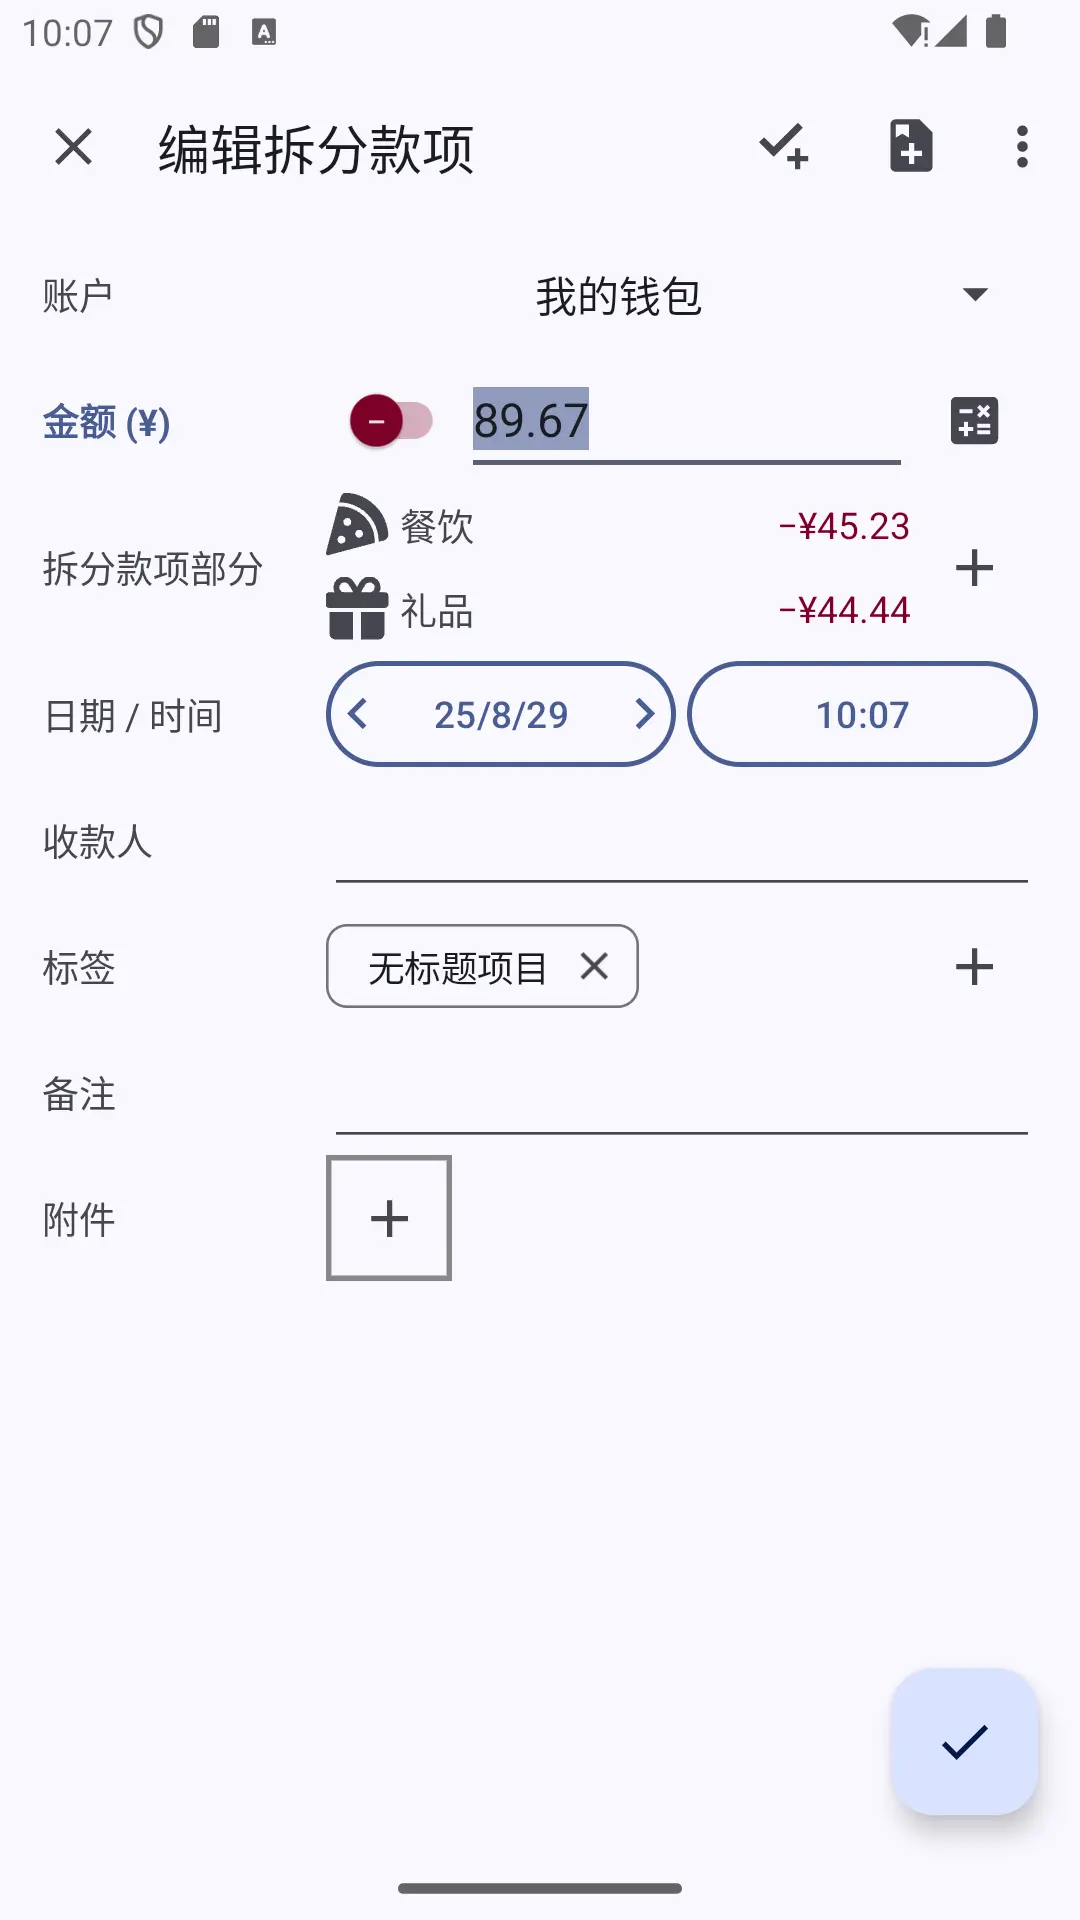 10:07
编辑拆分款项
账户
我的钱包
金额 (¥)
89.67
拆分款项部分
餐饮
−¥45.23
礼品
−¥44.44
日期 / 时间
25/8/29
10:07
收款人
标签
无标题项目
备注
附件